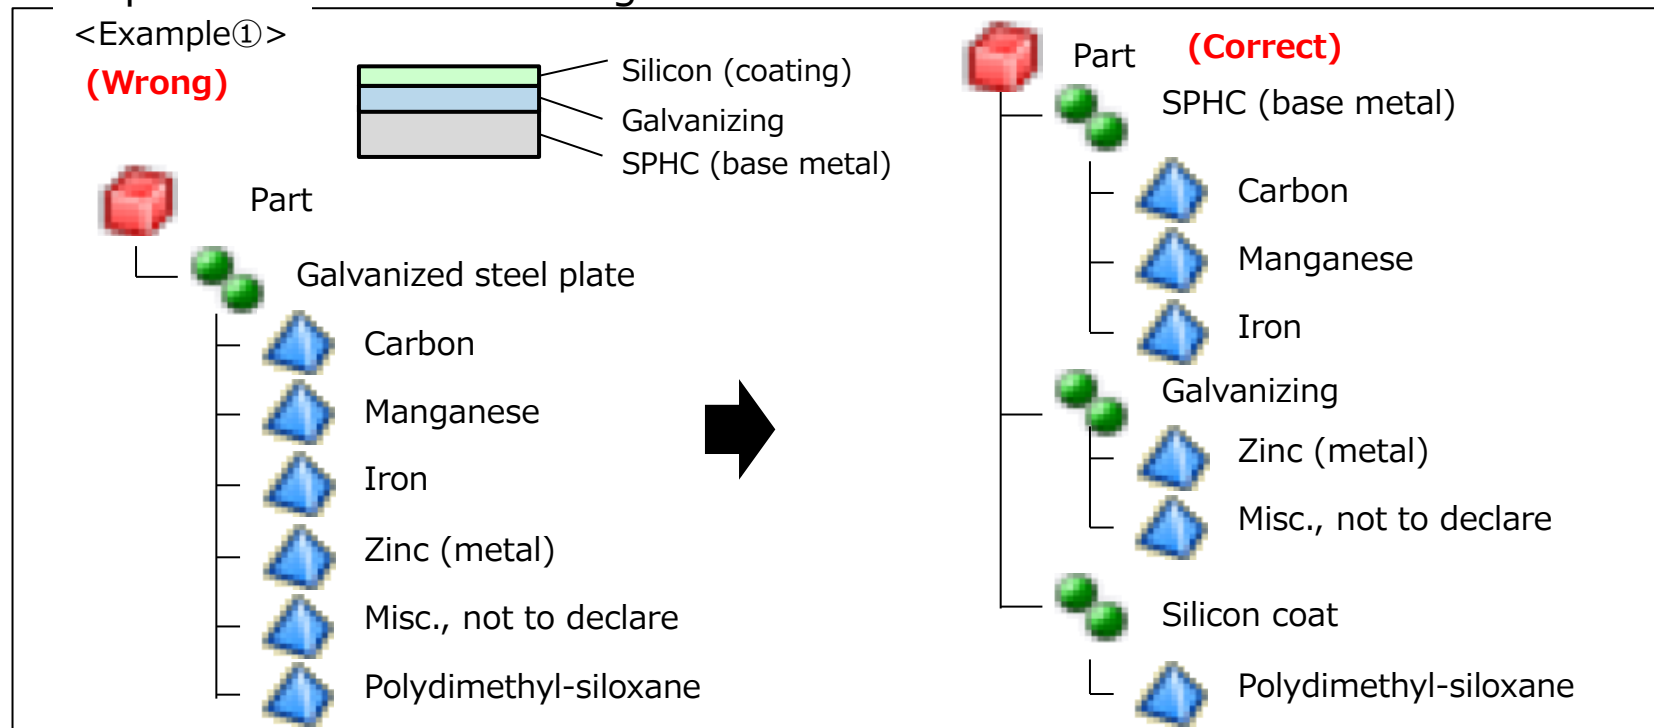 <Example①>
(Wrong)
Silicon (coating)
Galvanizing
SPHC (base metal)
Part
Galvanized steel plate
Carbon
Manganese
Iron
Zinc (metal)
Misc., not to declare
Polydimethyl-siloxane
Part
(Correct)
SPHC (base metal)
Carbon
Manganese
Iron
Galvanizing
Zinc (metal)
Misc., not to declare
Silicon coat
Polydimethyl-siloxane